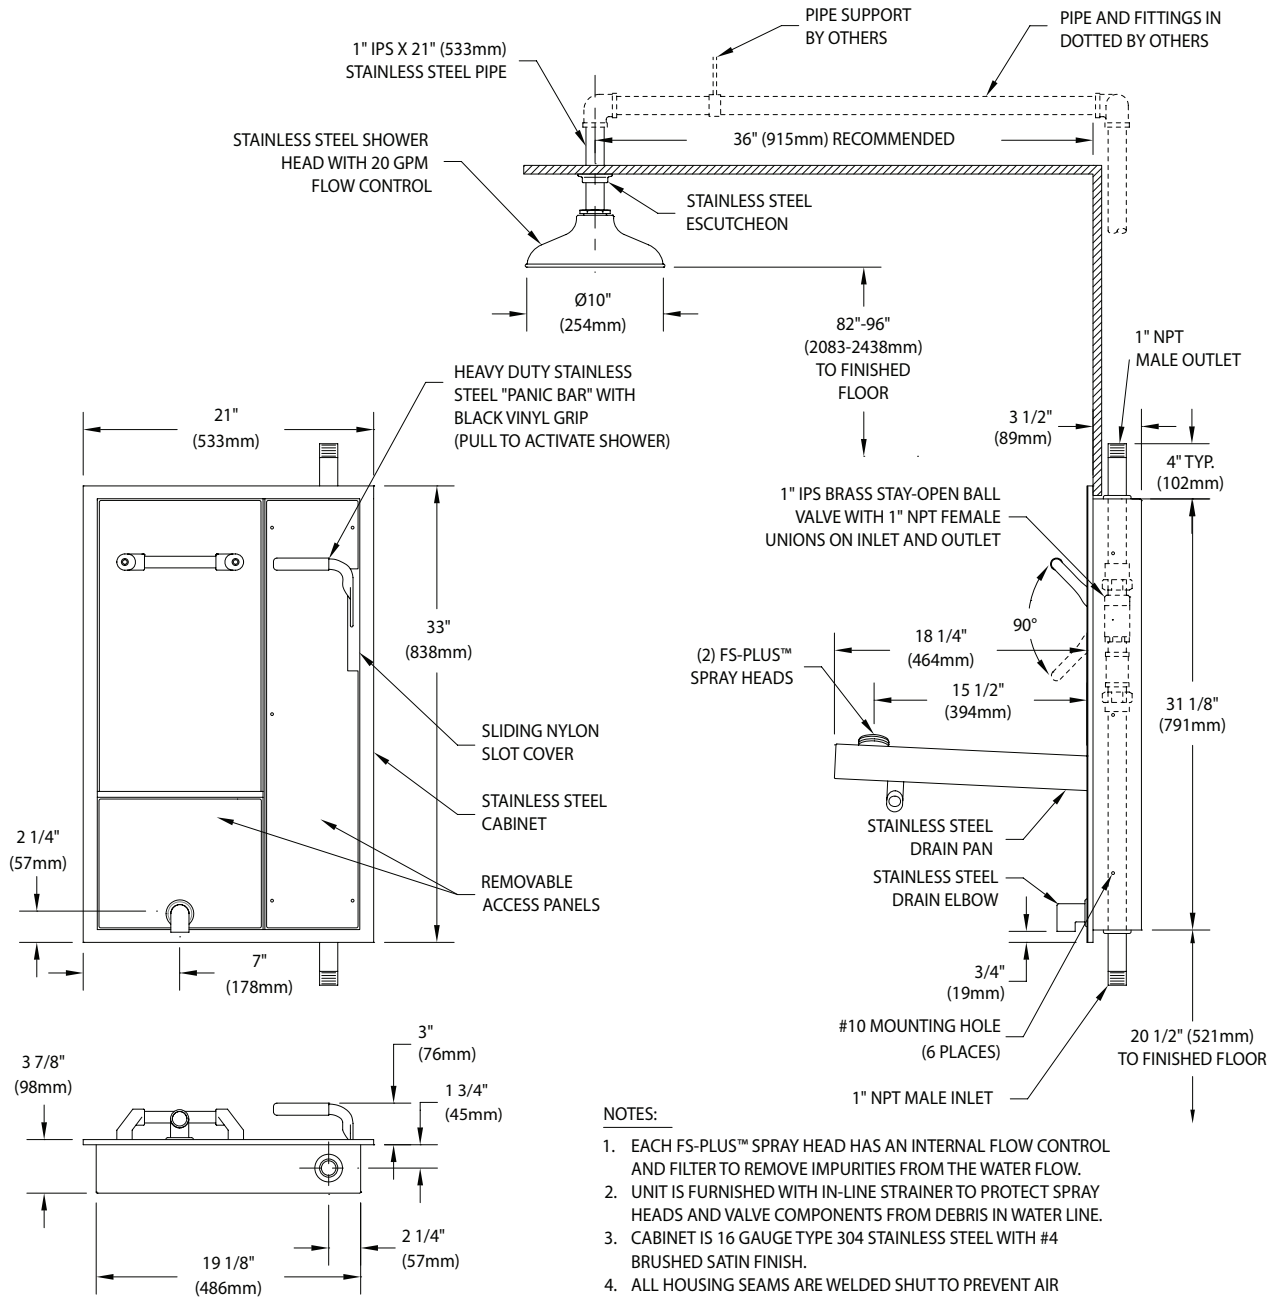 PIPE SUPPORT
BY OTHERS
PIPE AND FITTINGS IN
DOTTED BY OTHERS
1" IPS X 21" (533mm)
STAINLESS STEEL PIPE
36" (915mm) RECOMMENDED
STAINLESS STEEL SHOWER
HEAD WITH 20 GPM
FLOW CONTROL
STAINLESS STEEL
ESCUTCHEON
Ø10"
(254mm)
82"-96"
(2083-2438mm)
TO FINISHED
FLOOR
1" NPT
MALE OUTLET
HEAVY DUTY STAINLESS
STEEL "PANIC BAR" WITH
BLACK VINYL GRIP
(PULL TO ACTIVATE SHOWER)
21"
(533mm)
3 1/2"
(89mm)
4" TYP.
(102mm)
1" IPS BRASS STAY-OPEN BALL
VALVE WITH 1" NPT FEMALE
UNIONS ON INLET AND OUTLET
33"
(838mm)
90°
18 1/4"
(464mm)
(2) FS-PLUS™
SPRAY HEADS
15 1/2"
(394mm)
31 1/8"
(791mm)
SLIDING NYLON
SLOT COVER
STAINLESS STEEL
CABINET
2 1/4"
(57mm)
STAINLESS STEEL
DRAIN PAN
REMOVABLE
ACCESS PANELS
STAINLESS STEEL
DRAIN ELBOW
7"
(178mm)
3/4"
(19mm)
#10 MOUNTING HOLE
(6 PLACES)
20 1/2" (521mm)
TO FINISHED FLOOR
3"
(76mm)
3 7/8"
(98mm)
1 3/4"
(45mm)
1" NPT MALE INLET
2 1/4"
(57mm)
19 1/8"
(486mm)
NOTES:
1. EACH FS-PLUS™ SPRAY HEAD HAS AN INTERNAL FLOW CONTROL
AND FILTER TO REMOVE IMPURITIES FROM THE WATER FLOW.
2. UNIT IS FURNISHED WITH IN-LINE STRAINER TO PROTECT SPRAY
HEADS AND VALVE COMPONENTS FROM DEBRIS IN WATER LINE.
3. CABINET IS 16 GAUGE TYPE 304 STAINLESS STEEL WITH #4
BRUSHED SATIN FINISH.
4. ALL HOUSING SEAMS ARE WELDED SHUT TO PREVENT AIR